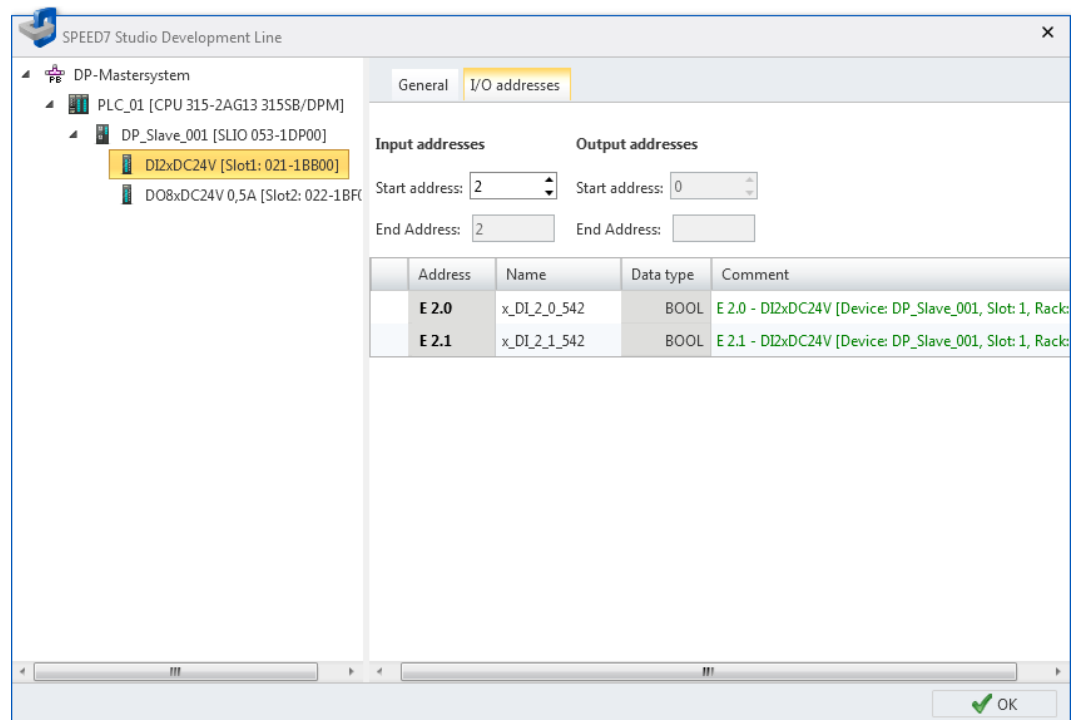 SPEED7 Studio Development Line
DP-Mastersystem
PLC_01 [CPU 315-2AG13 315SB/DPM]
DP_Slave_001 [SLIO 053-1DP00]
DI2xDC24V [Slot1: 021-1BB00]
DO8xDC24V 0,5A [Slot2: 022-1BF0
General I/O addresses
Input addresses Output addresses
Start address: 2 Start address: 0
End Address: 2 End Address:
Address Name Data type Comment
E 2.0 x_DI_2_0_542 BOOL E 2.0 - DI2xDC24V [Device: DP_Slave_001, Slot: 1, Rack:
E 2.1 x_DI_2_1_542 BOOL E 2.1 - DI2xDC24V [Device: DP_Slave_001, Slot: 1, Rack:
OK